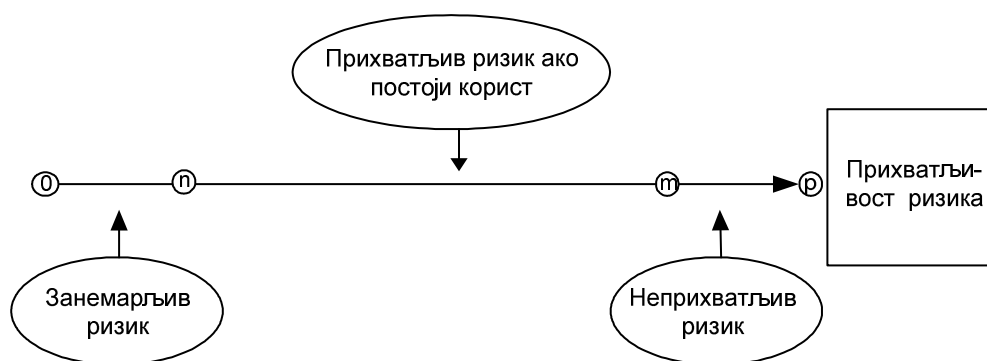 Прихватљив ризик ако
постоји корист
0
n
m
p
Прихватљи-
вост ризика
Занемарљив
ризик
Неприхватљив
ризик